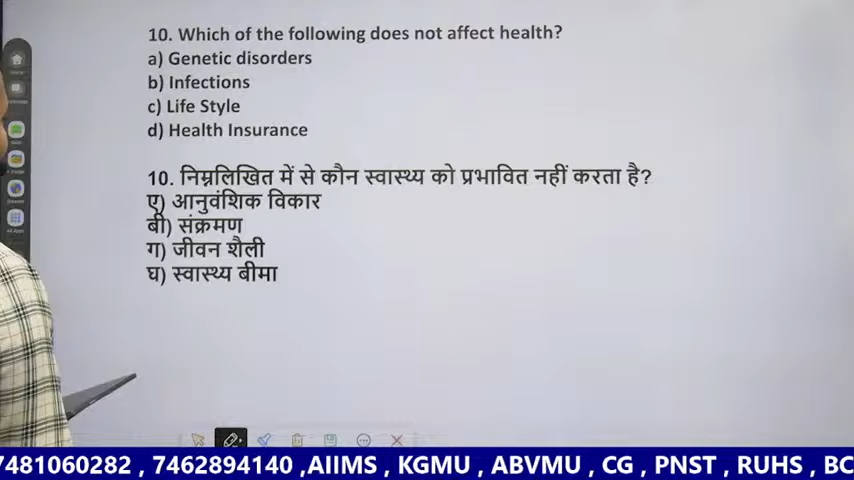 10. Which of the following does not affect health?
a) Genetic disorders
b) Infections
c) Life Style
d) Health Insurance
10. निम्नलिखित में से कौन स्वास्थ्य को प्रभावित नहीं करता है?
ए) आनुवंशिक विकार
बी) संक्रमण
ग) जीवन शैली
घ) स्वास्थ्य बीमा
7481060282 , 7462894140 ,AIIMS , KGMU , ABVMU , CG , PNST , RUHS , BC